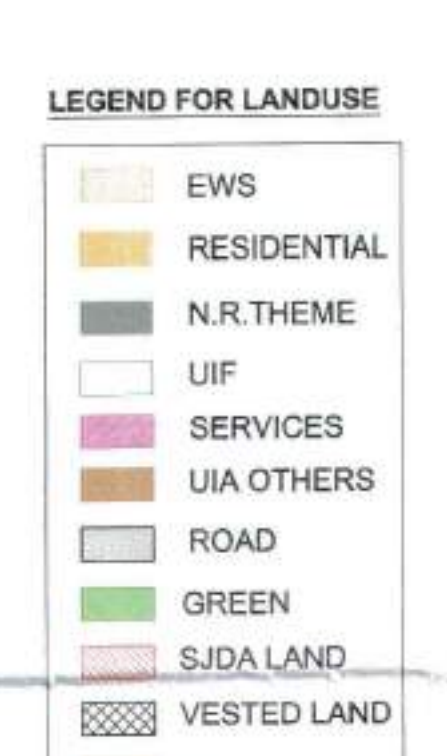 LEGEND FOR LANDUSE
EWS
RESIDENTIAL
N.R.THEME
UIF
SERVICES
UIA OTHERS
ROAD
GREEN
SJDA LAND
VESTED LAND